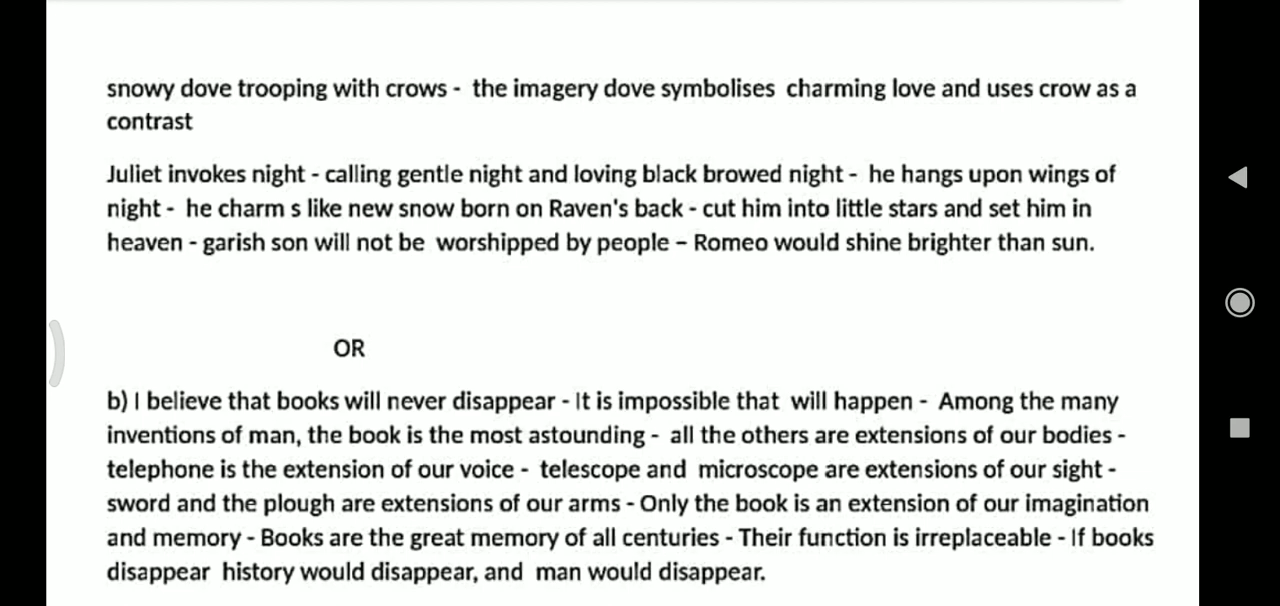 snowy dove trooping with crows - the imagery dove symbolises charming love and uses crow as a
contrast
Juliet invokes night - calling gentle night and loving black browed night - he hangs upon wings of
night - he charm s like new snow born on Raven's back - cut him into little stars and set him in
heaven - garish son will not be worshipped by people – Romeo would shine brighter than sun.
OR
b) I believe that books will never disappear - It is impossible that will happen - Among the many
inventions of man, the book is the most astounding - all the others are extensions of our bodies -
telephone is the extension of our voice - telescope and microscope are extensions of our sight -
sword and the plough are extensions of our arms - Only the book is an extension of our imagination
and memory - Books are the great memory of all centuries - Their function is irreplaceable - If books
disappear history would disappear, and man would disappear.